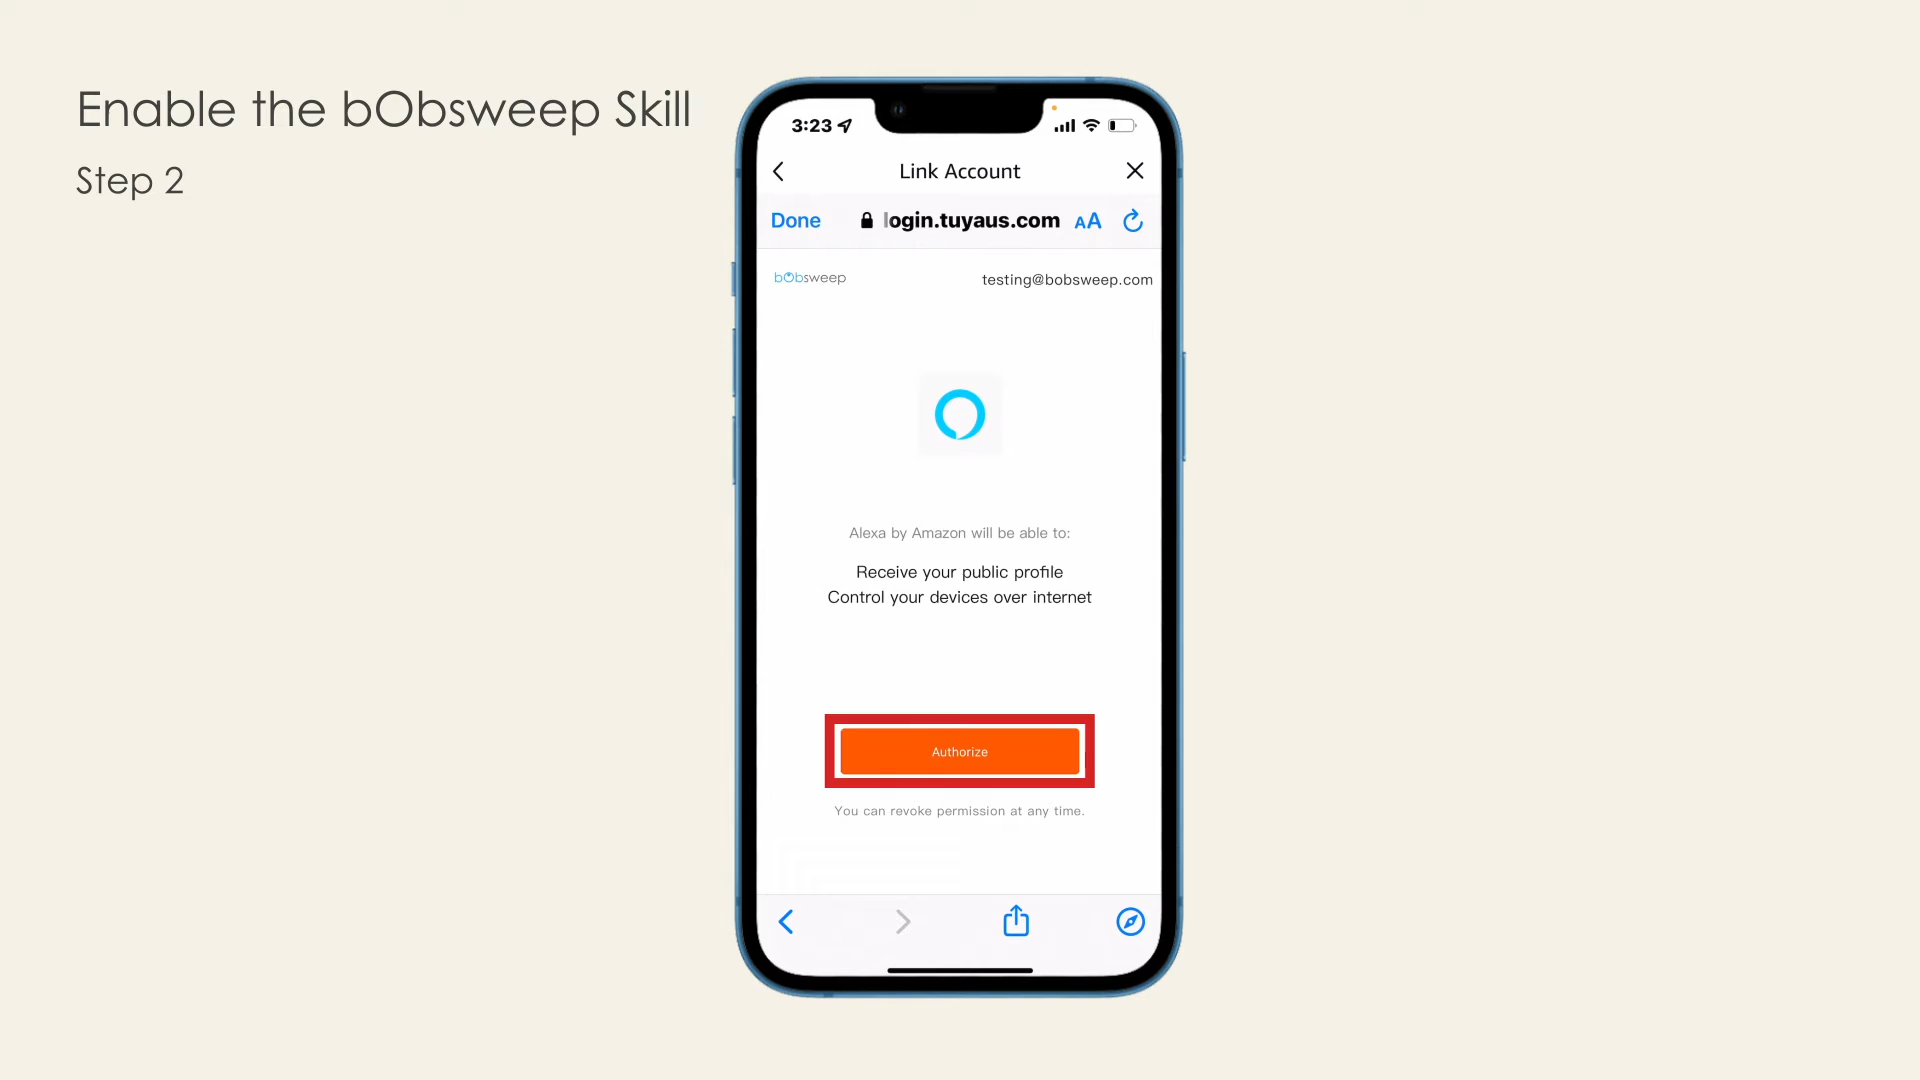 Enable the bObsweep Skill
Step 2
3:23
Link Account
Done
login.tuyaus.com
AA
bObsweep
testing@bobsweep.com
Alexa by Amazon will be able to:
Receive your public profile
Control your devices over internet
Authorize
You can revoke permission at any time.